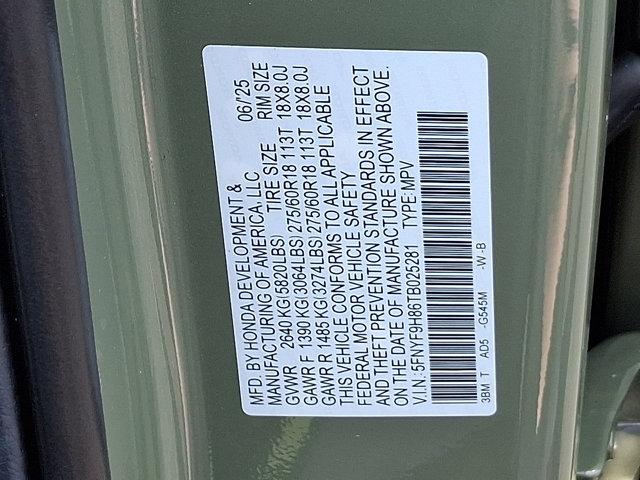 MFD. BY HONDA DEVELOPMENT & 06/25
MANUFACTURING OF AMERICA, LLC
TIRE SIZE RIM SIZE
GVWR 2640 KG(5820LBS)
GAWR F 1390 KG(3064LBS) 275/60R18 113T 18X8.0J
GAWR R 1485 KG(3274LBS) 275/60R18 113T 18X8.0J
THIS VEHICLE CONFORMS TO ALL APPLICABLE
FEDERAL MOTOR VEHICLE SAFETY
AND THEFT PREVENTION STANDARDS IN EFFECT
ON THE DATE OF MANUFACTURE SHOWN ABOVE.
V.I.N.: 5FNYF9H86TB025281 TYPE: MPV
3BM T AD5 -G545M -W -B